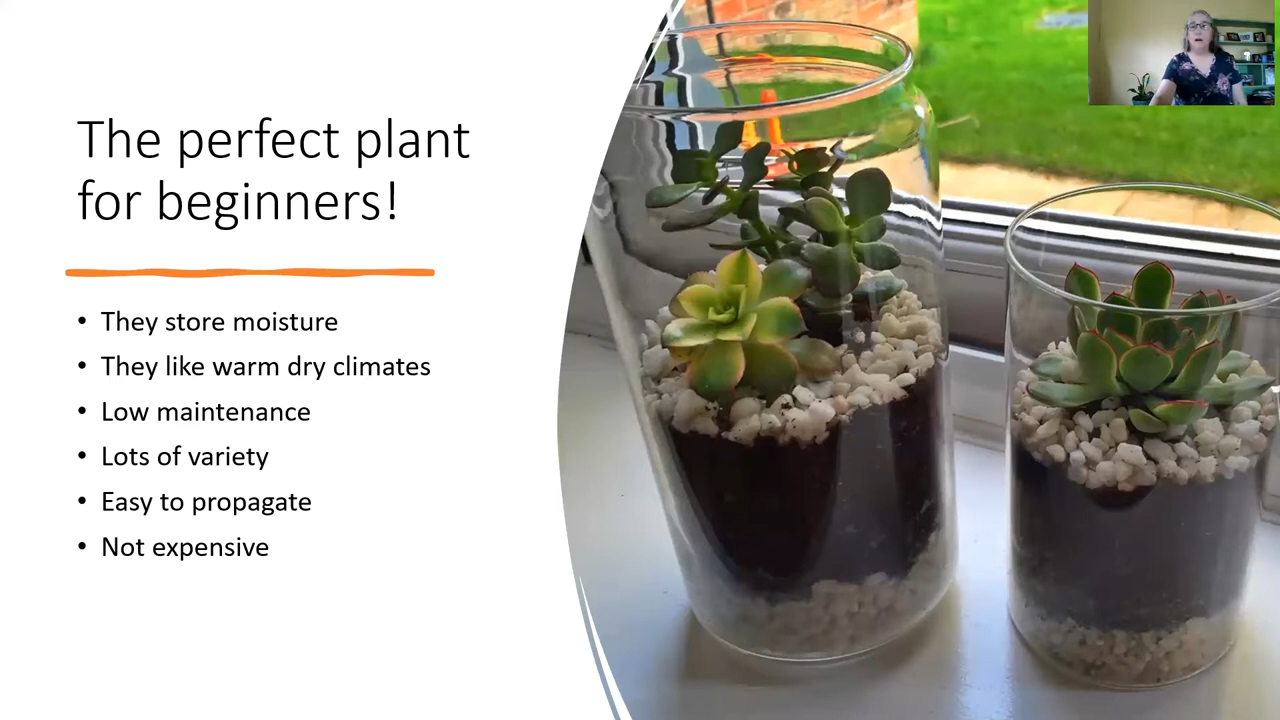 The perfect plant
for beginners!
• They store moisture
• They like warm dry climates
• Low maintenance
• Lots of variety
• Easy to propagate
• Not expensive